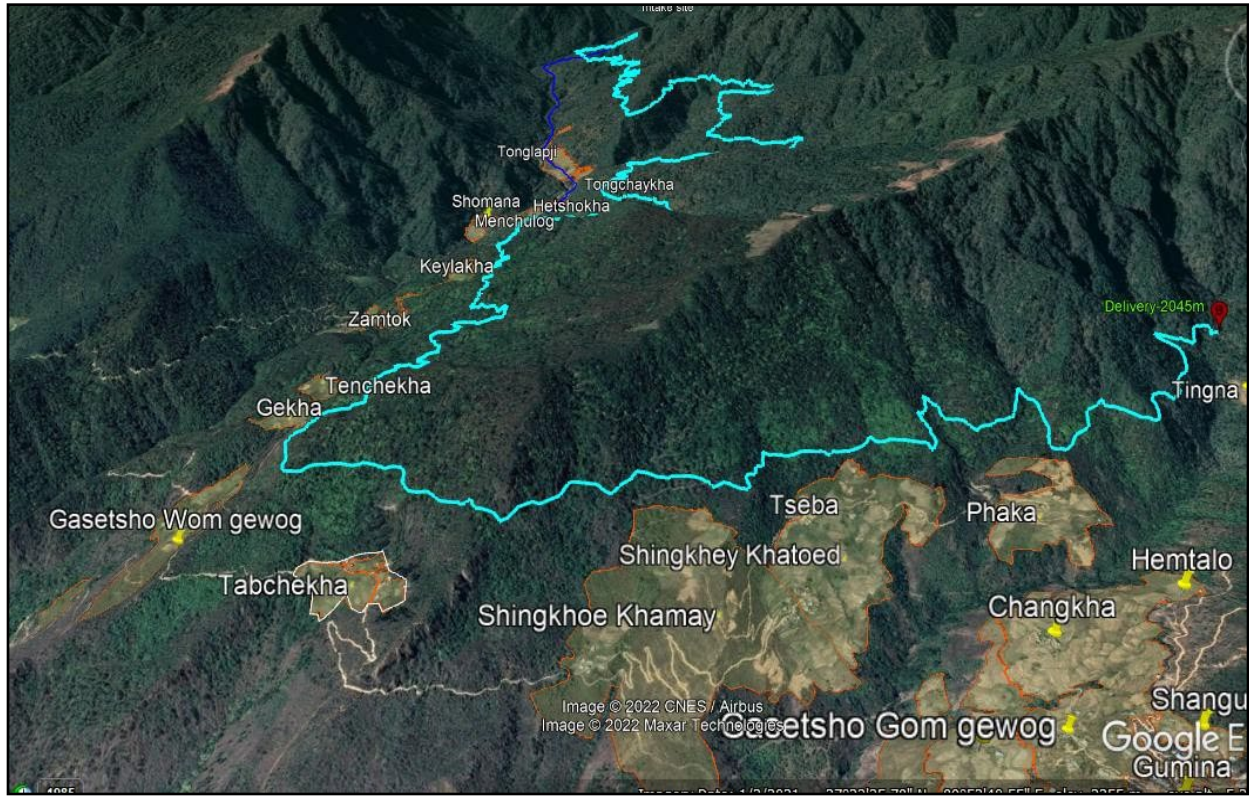 Intake site
Tonglapji
Tongchaykha
Shomana
Hetshokha
Menchulog
Keylakha
Delivery-2045m
Zamtok
Tenchekha
Tingna
Gekha
Tseba
Phaka
Gasetsho Wom gewog
Shingkhey Khatoed
Hemtalo
Tabchekha
Changkha
Shingkhoe Khamay
Shangu
Image © 2022 CNES / Airbus
Image © 2022 Maxar Technologies
Gasetsho Gom gewog
Google E
Gumina
1985